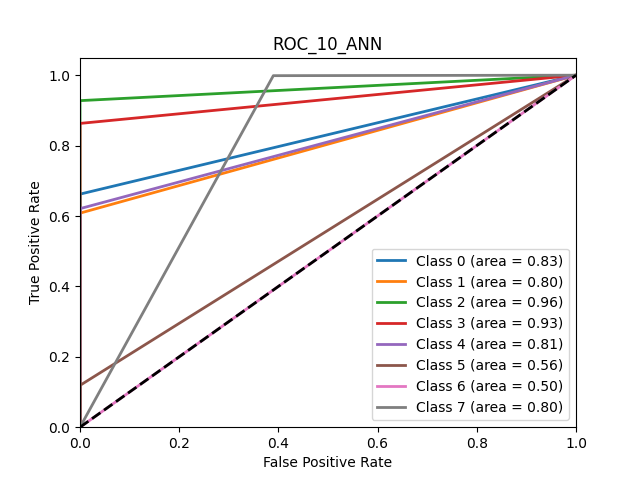 ROC_10_ANN
True Positive Rate
1.0
0.8
0.6
0.4
0.2
0.0
Class 0 (area = 0.83)
Class 1 (area = 0.80)
Class 2 (area = 0.96)
Class 3 (area = 0.93)
Class 4 (area = 0.81)
Class 5 (area = 0.56)
Class 6 (area = 0.50)
Class 7 (area = 0.80)
0.0 0.2 0.4 0.6 0.8 1.0
False Positive Rate